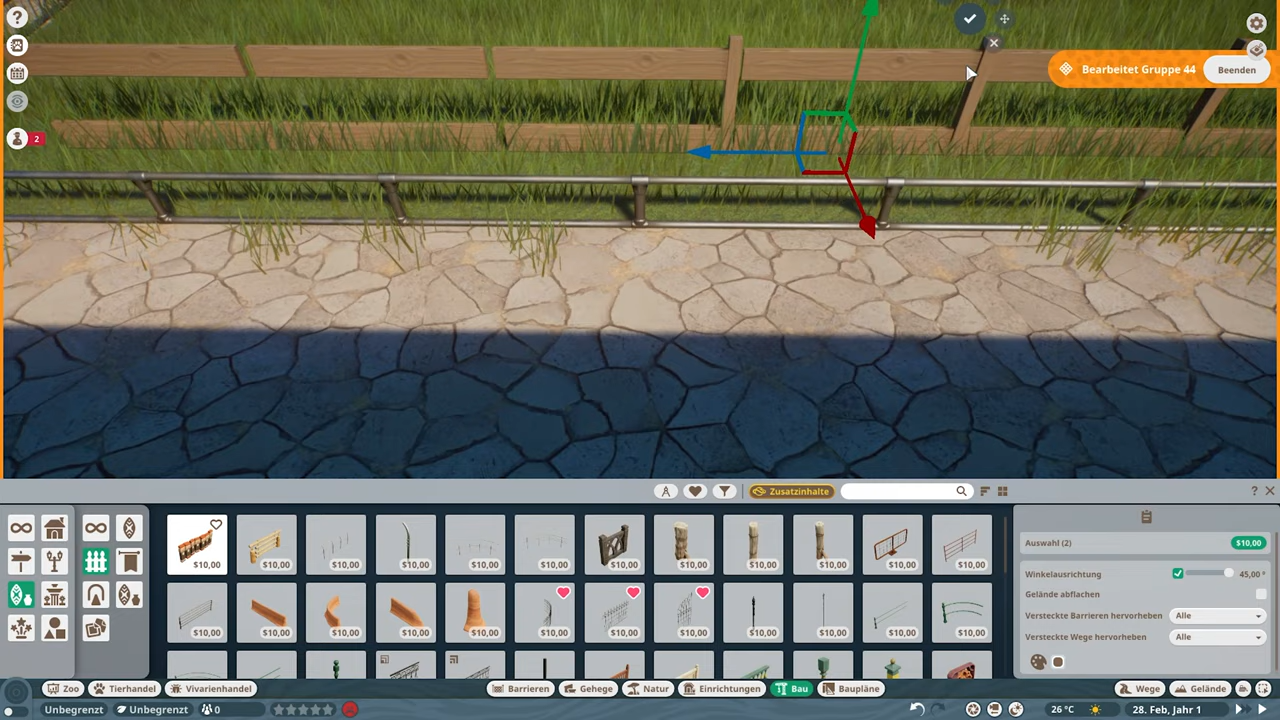 ?
2
Bearbeitet Gruppe 44
Beenden
Zusatzinhalte
?
$10,00 $10,00 $10,00 $10,00 $10,00 $10,00 $10,00 $10,00 $10,00 $10,00 $10,00 $10,00
$10,00 $10,00 $10,00 $10,00 $10,00 $10,00 $10,00 $10,00 $10,00 $10,00 $10,00 $10,00
Auswahl (2) $10,00
Winkelausrichtung 45,00°
Gelände abflachen
Versteckte Barrieren hervorheben Alle
Versteckte Wege hervorheben Alle
Zoo Tierhandel Vivarienhandel Barrieren Gehege Natur Einrichtungen Bau Baupläne Wege Gelände
Unbegrenzt Unbegrenzt 0 26 °C 28. Feb, Jahr 1